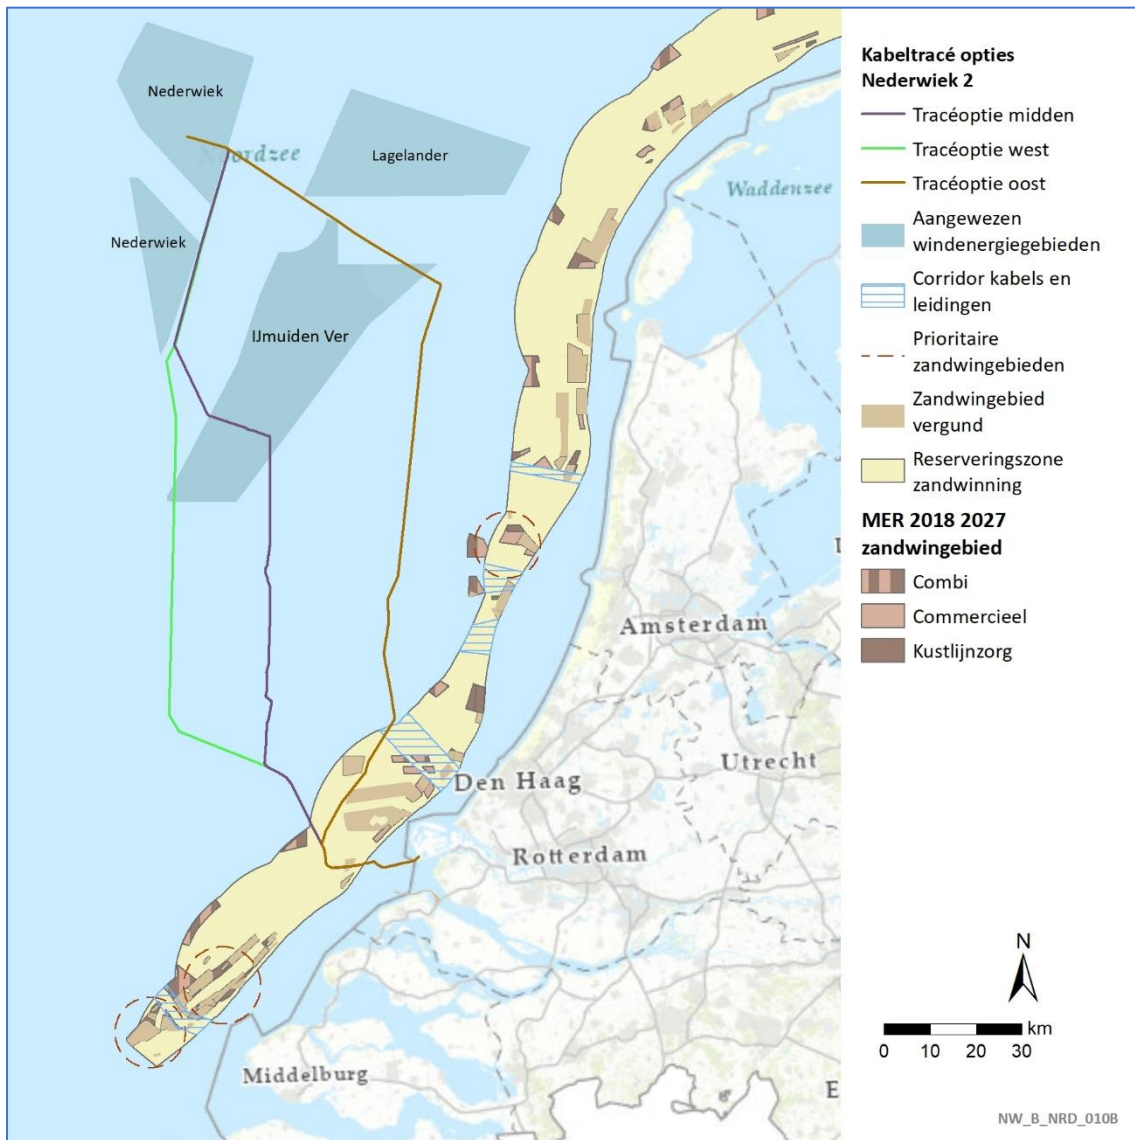 Nederwiek
Noordzee
Lagelander
Nederwiek
IJmuiden Ver
Waddenzee
Amsterdam
Utrecht
Den Haag
Rotterdam
Middelburg
E
Kabeltracé opties
Nederwiek 2
Tracéoptie midden
Tracéoptie west
Tracéoptie oost
Aangewezen
windenergiegebieden
Corridor kabels en
leidingen
Prioritaire
zandwingebieden
Zandwingebied
vergund
Reserveringszone
zandwinning
MER 2018 2027
zandwingebied
Combi
Commercieel
Kustlijnzorg
N
km
0 10 20 30
NW_B_NRD_010B